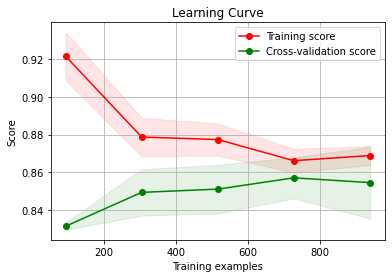 Learning Curve
Training score
Cross-validation score
0.92
0.90
0.88
0.86
0.84
Score
200
400
600
800
Training examples